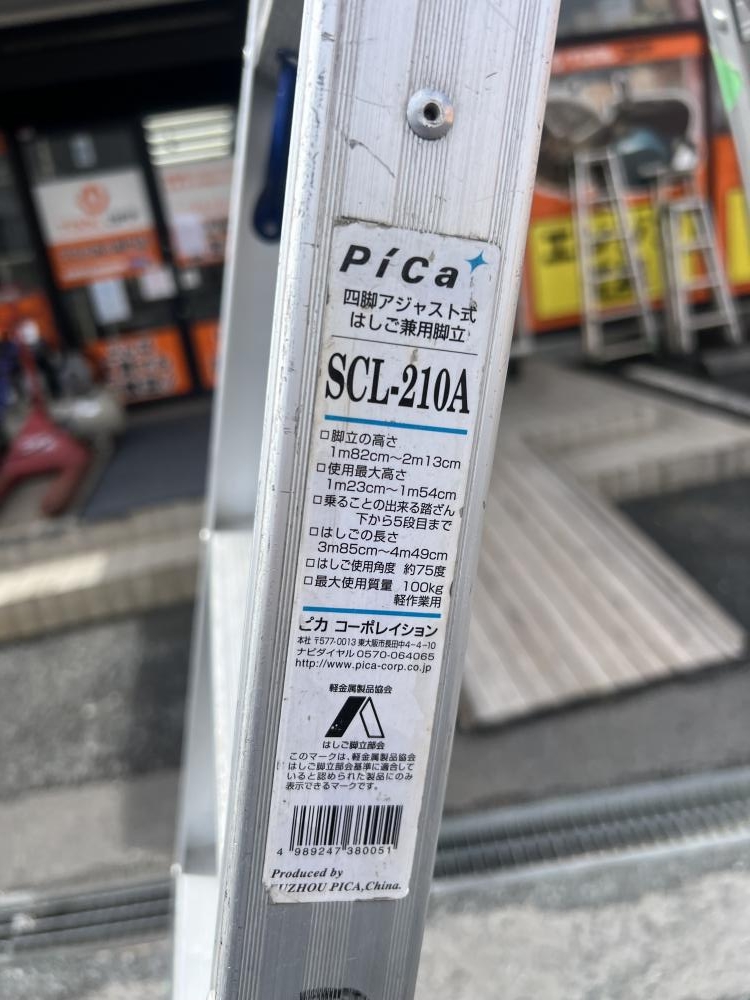 PiCa
四脚アジャスト式
はしご兼用脚立
SCL-210A
□脚立の高さ
1m82cm～2m13cm
□使用最大高さ
1m23cm～1m54cm
□乗ることの出来る踏ざん
下から5段目まで
□はしごの長さ
3m85cm～4m49cm
□はしご使用角度 約75度
□最大使用質量 100kg
軽作業用
ピカ コーポレイション
本社 〒577-0013 東大阪市長田中4-4-10
ナビダイヤル 0570-064065
http://www.pica-corp.co.jp
軽金属製品協会
はしご脚立部会
このマークは、軽金属製品協会
はしご脚立部会基準に適合して
いると認められた製品にのみ
表示できるマークです。
4 989247 380051
Produced by
UZHOU PICA,China.